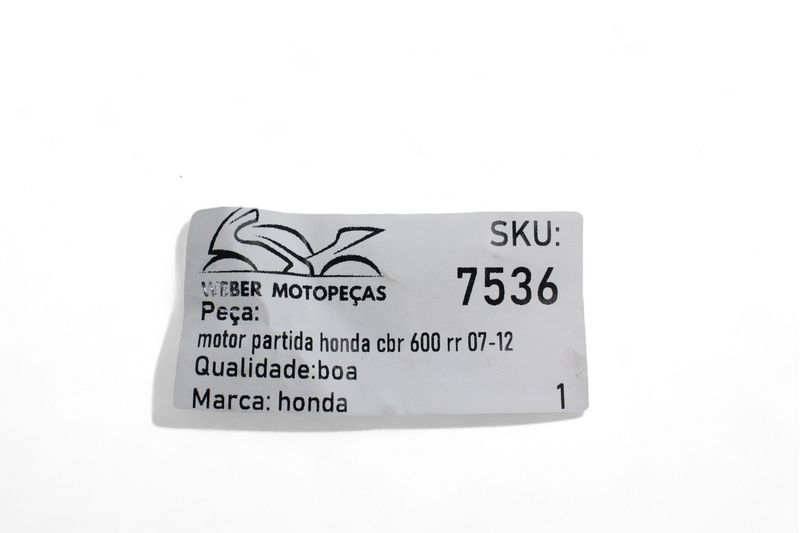 SKU:
7536
WEBER MOTOPEÇAS
Peça:
motor partida honda cbr 600 rr 07-12
Qualidade:boa
Marca: honda
1